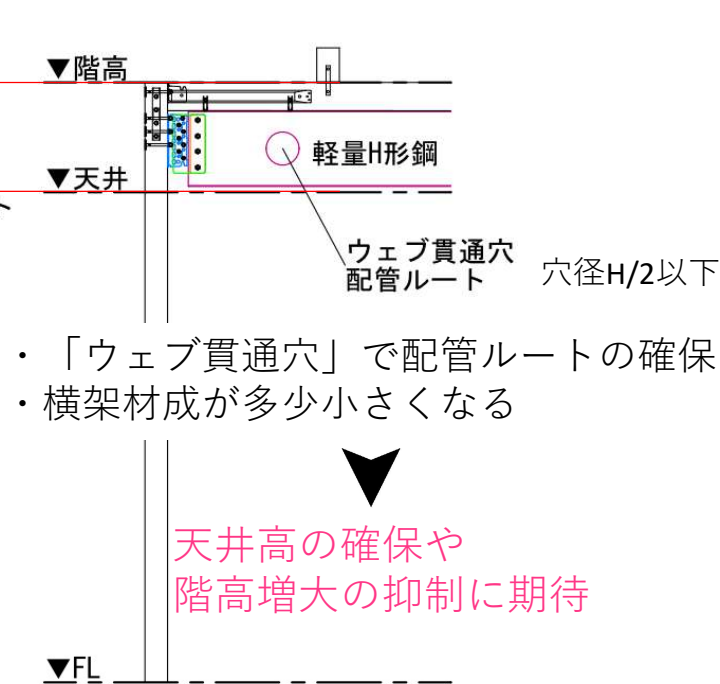 ▼階高
軽量H形鋼
▼天井
ウェブ貫通穴
配管ルート
穴径H/2以下
・「ウェブ貫通穴」で配管ルートの確保
・横架材成が多少小さくなる
天井高の確保や
階高増大の抑制に期待
▼FL